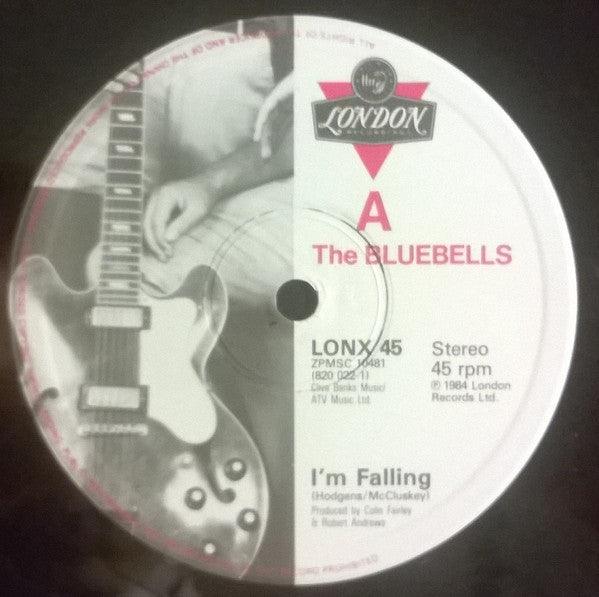 LONDON
RECORDINGS
A
The BLUEBELLS
LONX 45
ZPMSC 10481
(820 022-1)
Clive Banks Music/
ATV Music Ltd.
Stereo
45 rpm
℗ 1984 London
Records Ltd.
I'm Falling
(Hodgens/McCluskey)
Produced by Colin Fairley
& Robert Andrews